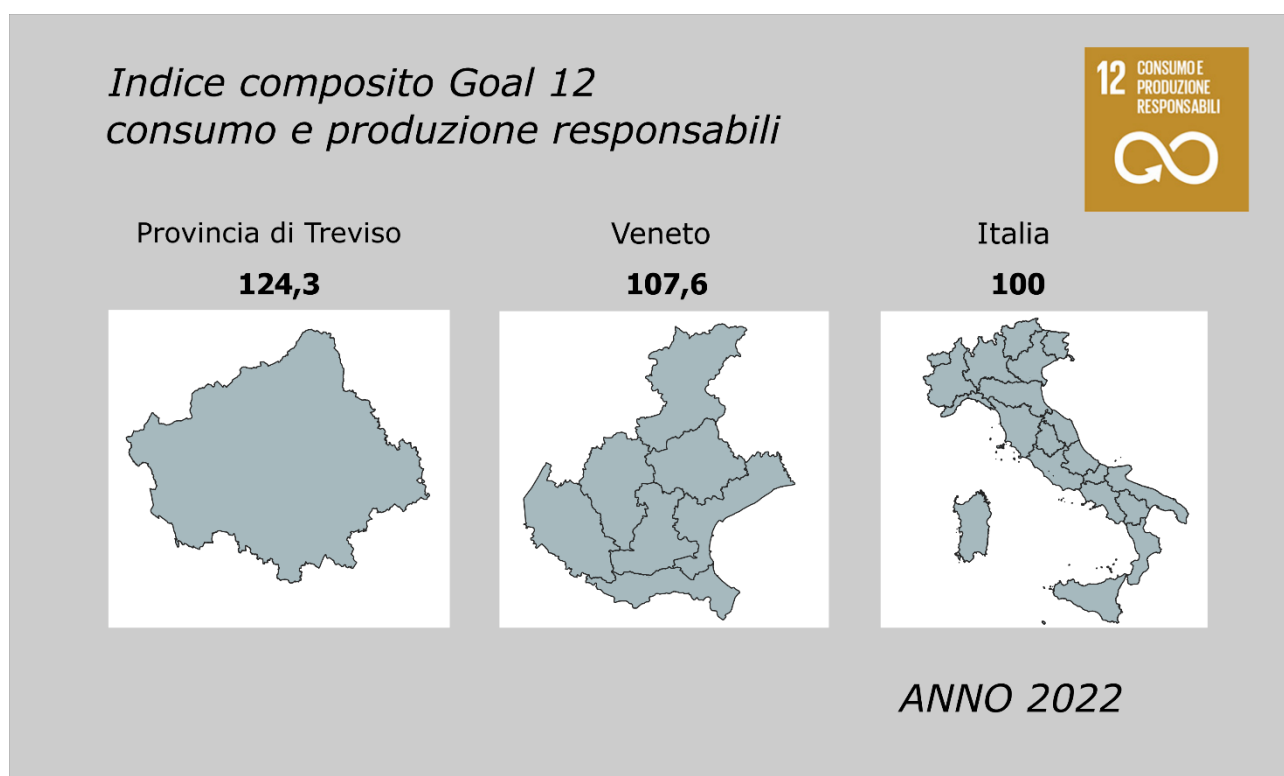 Indice composito Goal 12
consumo e produzione responsabili
12 CONSUMO E
PRODUZIONE
RESPONSABILI
Provincia di Treviso
124,3
Veneto
107,6
Italia
100
ANNO 2022